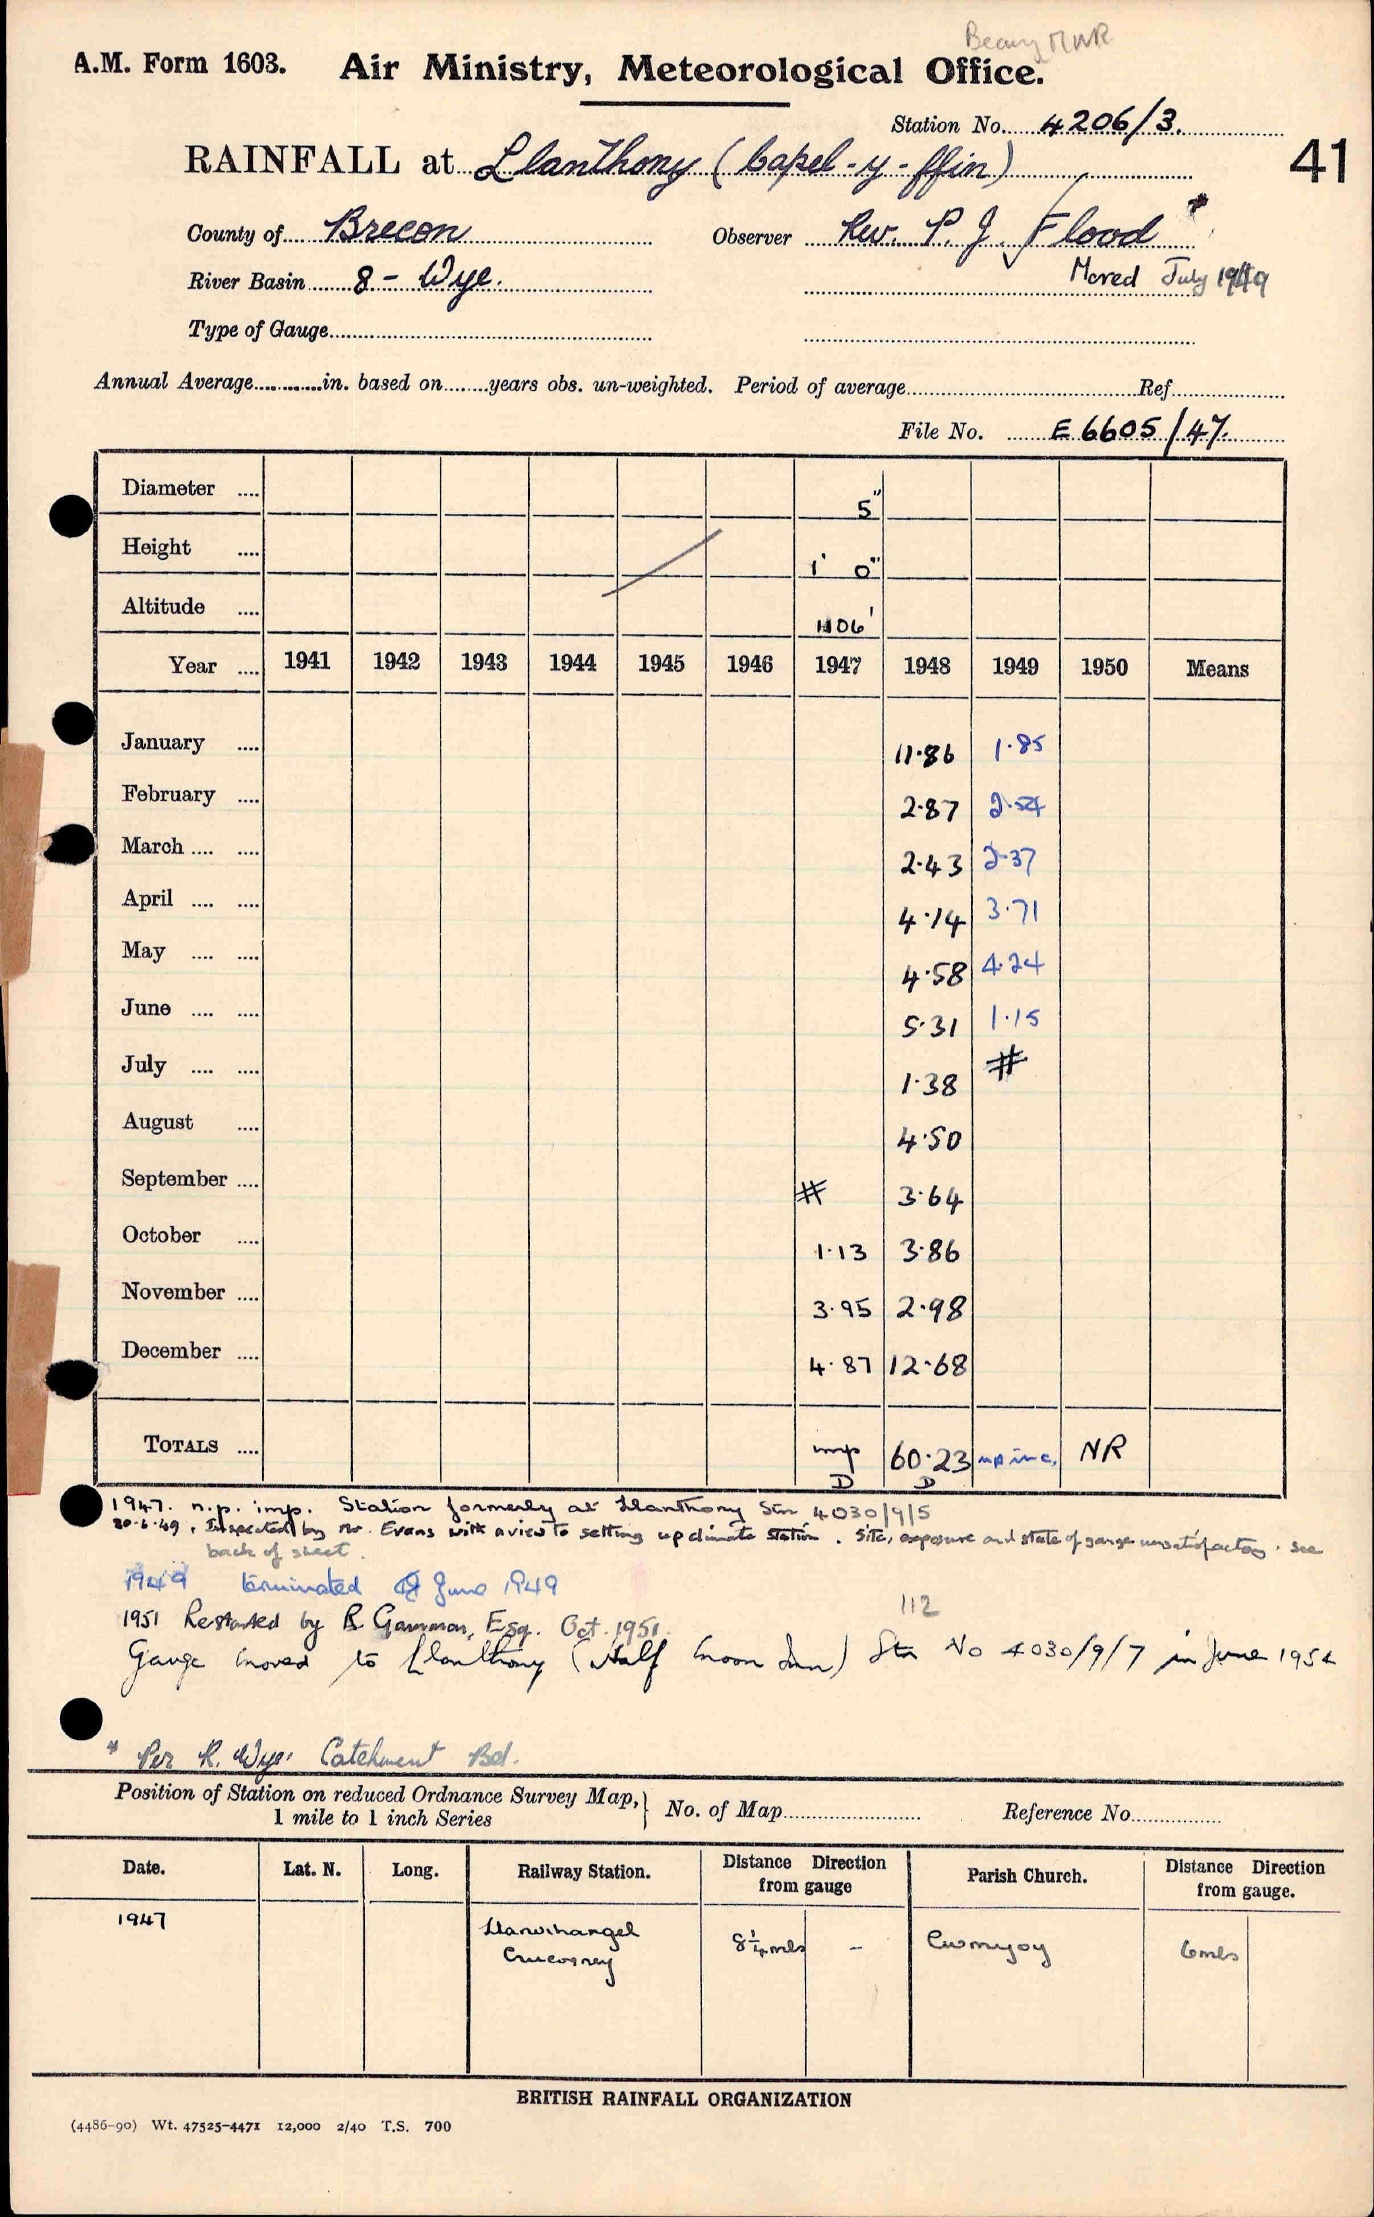 A.M. Form 1603. Air Ministry, Meteorological Office.
Station No. 4206/3.
RAINFALL at Llanthony (Capel-y-ffin)
41
County of Brecon Observer Rev. P. J. Flood *
River Basin 8 - Wye. Moved July 1949
Type of Gauge
Annual Average in. based on years obs. un-weighted. Period of average Ref
File No. E 6605/47.
Diameter .... 5"
Height .... 1' 0"
Altitude .... 1106'
Year .... 1941 1942 1943 1944 1945 1946 1947 1948 1949 1950 Means
January .... 11.86 1.85
February .... 2.87 2.54
March .... .... 2.43 2.37
April .... .... 4.14 3.71
May .... .... 4.58 4.24
June .... .... 5.31 1.15
July .... .... 1.38 #
August .... 4.50
September .... # 3.64
October .... 1.13 3.86
November .... 3.95 2.98
December .... 4.87 12.68
TOTALS .... imp 60.23 inc. NR
D D
1947. n.p. imp. Station formerly at Llanthony Stn 4030/9/5
20.6.49. Inspected by Mr. Evans with a view to setting up climate station. Site, exposure and state of gauge unsatisfactory. see
back of sheet.
1949 terminated June 1949
112
1951 Restarted by R Gammon, Esq. Oct. 1951.
Gauge moved to Llanthony (Half Moon Inn) Stn No 4030/9/7 in June 1954
* Per R. Wye Catchment Bd.
Position of Station on reduced Ordnance Survey Map, 1 mile to 1 inch Series } No. of Map Reference No.
Date. Lat. N. Long. Railway Station. Distance Direction from gauge Parish Church. Distance Direction from gauge.
1947 Llanvihangel 8¼ mls - Cwmyoy 6 mls
Crucorney
BRITISH RAINFALL ORGANIZATION
(4486-90) Wt. 47525-4471 12,000 2/40 T.S. 700